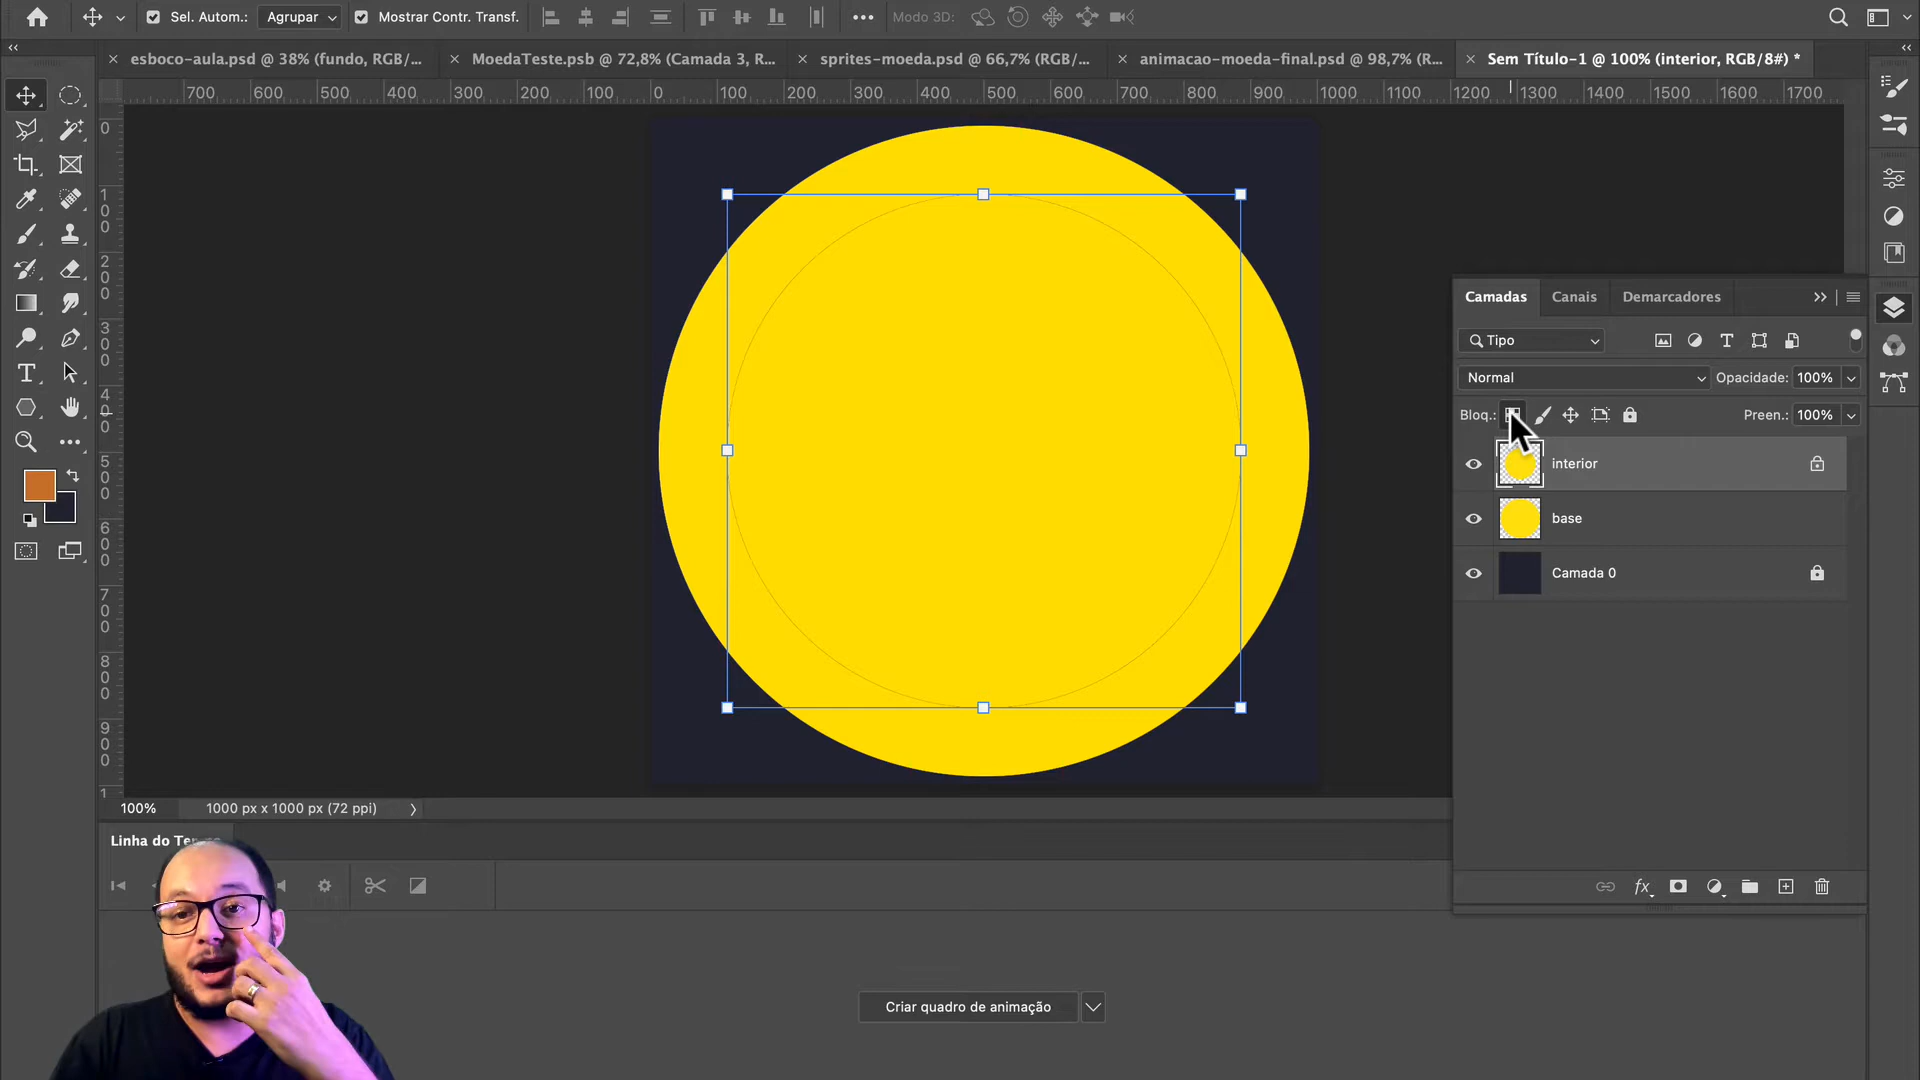 Sel. Autom.: Agrupar Mostrar Contr. Transf. Modo 3D:
esboco-aula.psd @ 38% (fundo, RGB/... MoedaTeste.psb @ 72,8% (Camada 3, R... sprites-moeda.psd @ 66,7% (RGB/... animacao-moeda-final.psd @ 98,7% (R... Sem Título-1 @ 100% (interior, RGB/8#) *
700 600 500 400 300 200 100 0 100 200 300 400 500 600 700 800 900 1000 1100 1200 1300 1400 1500 1600 1700
0
100
200
300
400
500
600
700
800
900
1
Camadas Canais Demarcadores
Tipo
Normal Opacidade: 100%
Bloq.: Preen.: 100%
interior
base
Camada 0
fx
100% 1000 px x 1000 px (72 ppi)
Linha do
Criar quadro de animação